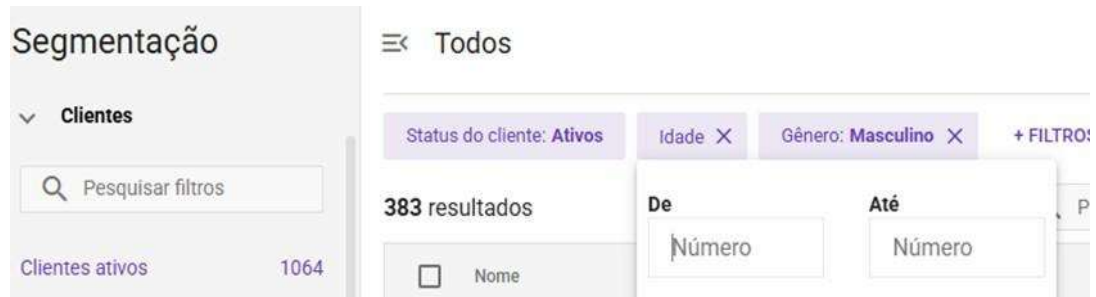 Segmentação
Clientes
Pesquisar filtros
Clientes ativos 1064
Todos
Status do cliente: Ativos Idade Gênero: Masculino + FILTROS
383 resultados
De Até
Número Número
Nome